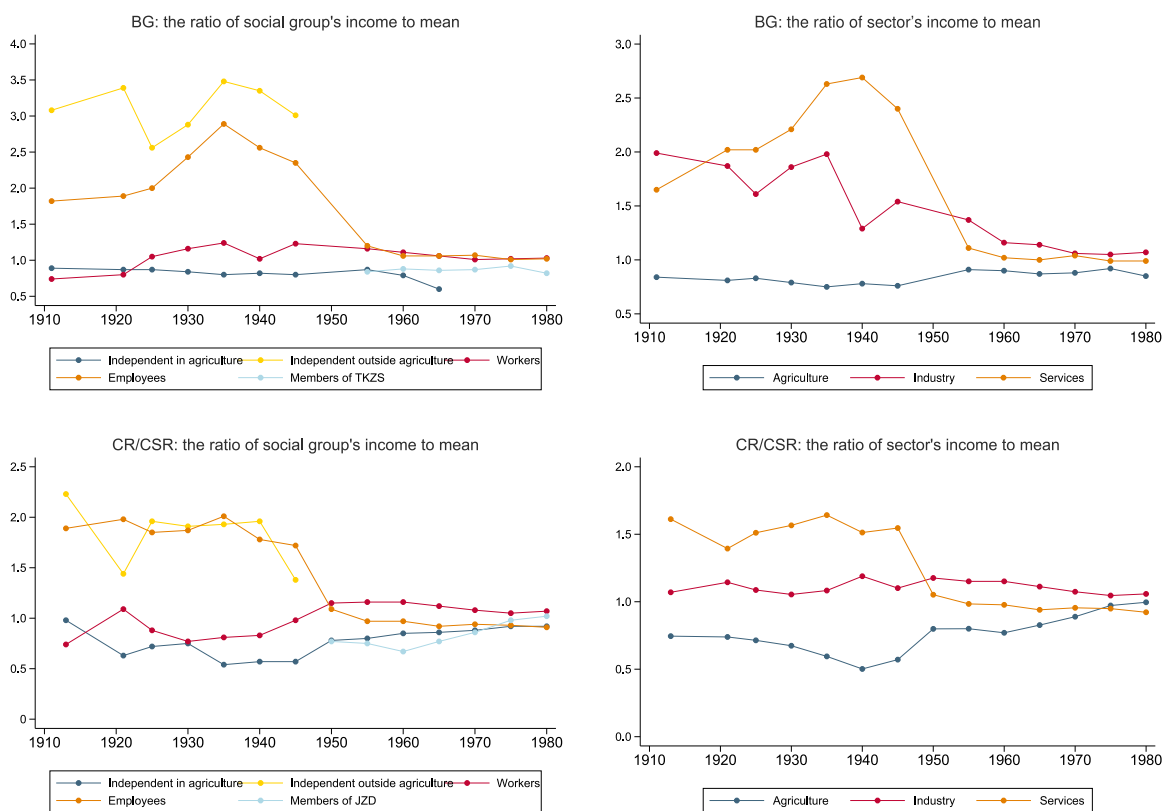 BG: the ratio of social group's income to mean
4.0
3.5
3.0
2.5
2.0
1.5
1.0
0.5
1910 1920 1930 1940 1950 1960 1970 1980
Independent in agriculture Independent outside agriculture Workers
Employees Members of TKZS
BG: the ratio of sector’s income to mean
3.0
2.5
2.0
1.5
1.0
0.5
1910 1920 1930 1940 1950 1960 1970 1980
Agriculture Industry Services
CR/CSR: the ratio of social group's income to mean
2.5
2.0
1.5
1.0
0.5
0
1910 1920 1930 1940 1950 1960 1970 1980
Independent in agriculture Independent outside agriculture Workers
Employees Members of JZD
CR/CSR: the ratio of sector's income to mean
2.0
1.5
1.0
0.5
0.0
1910 1920 1930 1940 1950 1960 1970 1980
Agriculture Industry Services